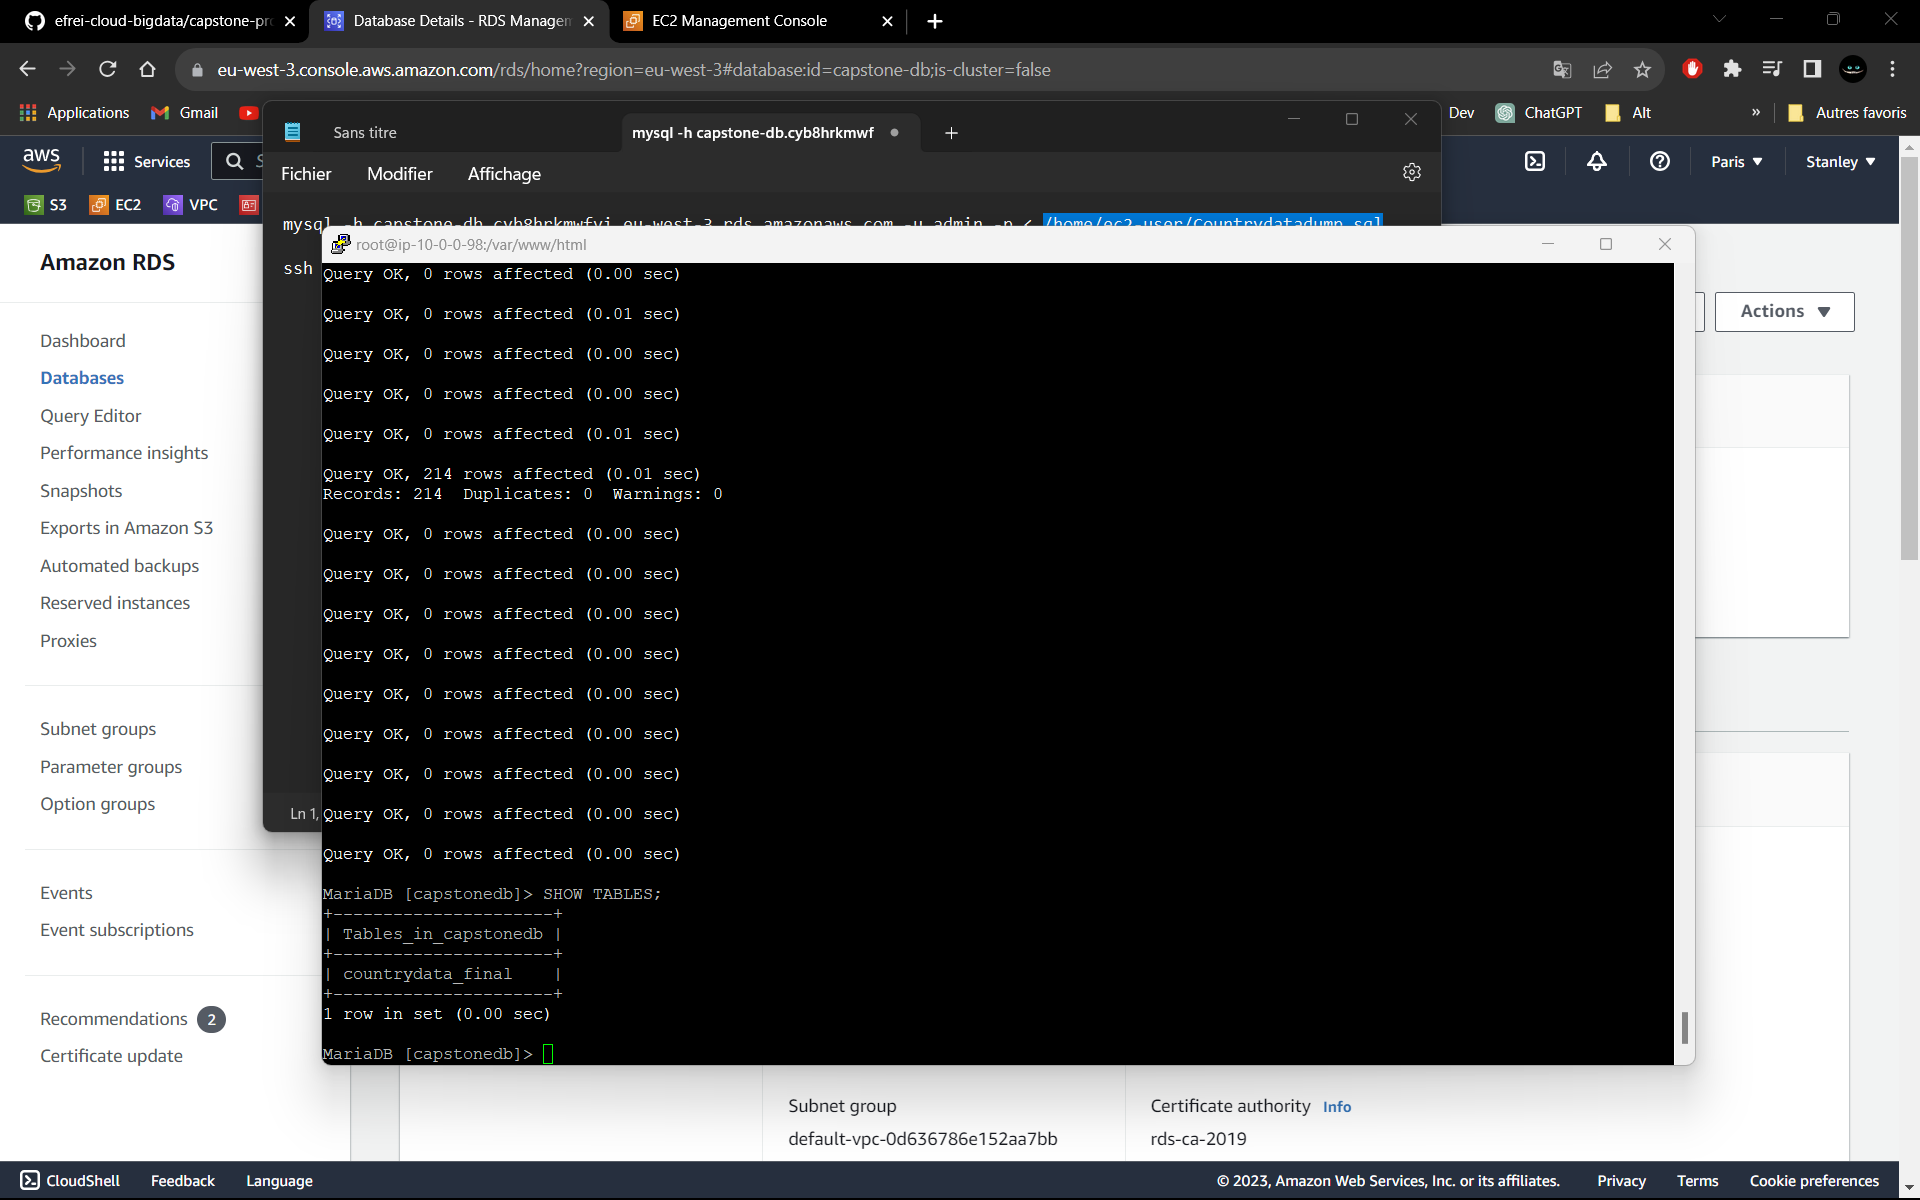 efrei-cloud-bigdata/capstone-pro
Database Details - RDS Managem
EC2 Management Console
eu-west-3.console.aws.amazon.com/rds/home?region=eu-west-3#database:id=capstone-db;is-cluster=false
Applications
Gmail
Dev
ChatGPT
Alt
»
Autres favoris
Sans titre
mysql -h capstone-db.cyb8hrkmwf
Fichier
Modifier
Affichage
aws
Services
Paris
Stanley
S3
EC2
VPC
mysql -h capstone-db.cyb8hrkmwfyi.eu-west-3.rds.amazonaws.com -u admin -p < /home/ec2-user/Countrydatadump.sql
ssh
Ln 1,
root@ip-10-0-0-98:/var/www/html
Query OK, 0 rows affected (0.00 sec)
Query OK, 0 rows affected (0.01 sec)
Query OK, 0 rows affected (0.00 sec)
Query OK, 0 rows affected (0.00 sec)
Query OK, 0 rows affected (0.01 sec)
Query OK, 214 rows affected (0.01 sec)
Records: 214  Duplicates: 0  Warnings: 0
Query OK, 0 rows affected (0.00 sec)
Query OK, 0 rows affected (0.00 sec)
Query OK, 0 rows affected (0.00 sec)
Query OK, 0 rows affected (0.00 sec)
Query OK, 0 rows affected (0.00 sec)
Query OK, 0 rows affected (0.00 sec)
Query OK, 0 rows affected (0.00 sec)
Query OK, 0 rows affected (0.00 sec)
Query OK, 0 rows affected (0.00 sec)
MariaDB [capstonedb]> SHOW TABLES;
+----------------------+
| Tables_in_capstonedb |
+----------------------+
| countrydata_final    |
+----------------------+
1 row in set (0.00 sec)
MariaDB [capstonedb]>
Amazon RDS
Dashboard
Databases
Query Editor
Performance insights
Snapshots
Exports in Amazon S3
Automated backups
Reserved instances
Proxies
Subnet groups
Parameter groups
Option groups
Events
Event subscriptions
Recommendations 2
Certificate update
Actions
Subnet group
default-vpc-0d636786e152aa7bb
Certificate authority Info
rds-ca-2019
CloudShell
Feedback
Language
© 2023, Amazon Web Services, Inc. or its affiliates.
Privacy
Terms
Cookie preferences